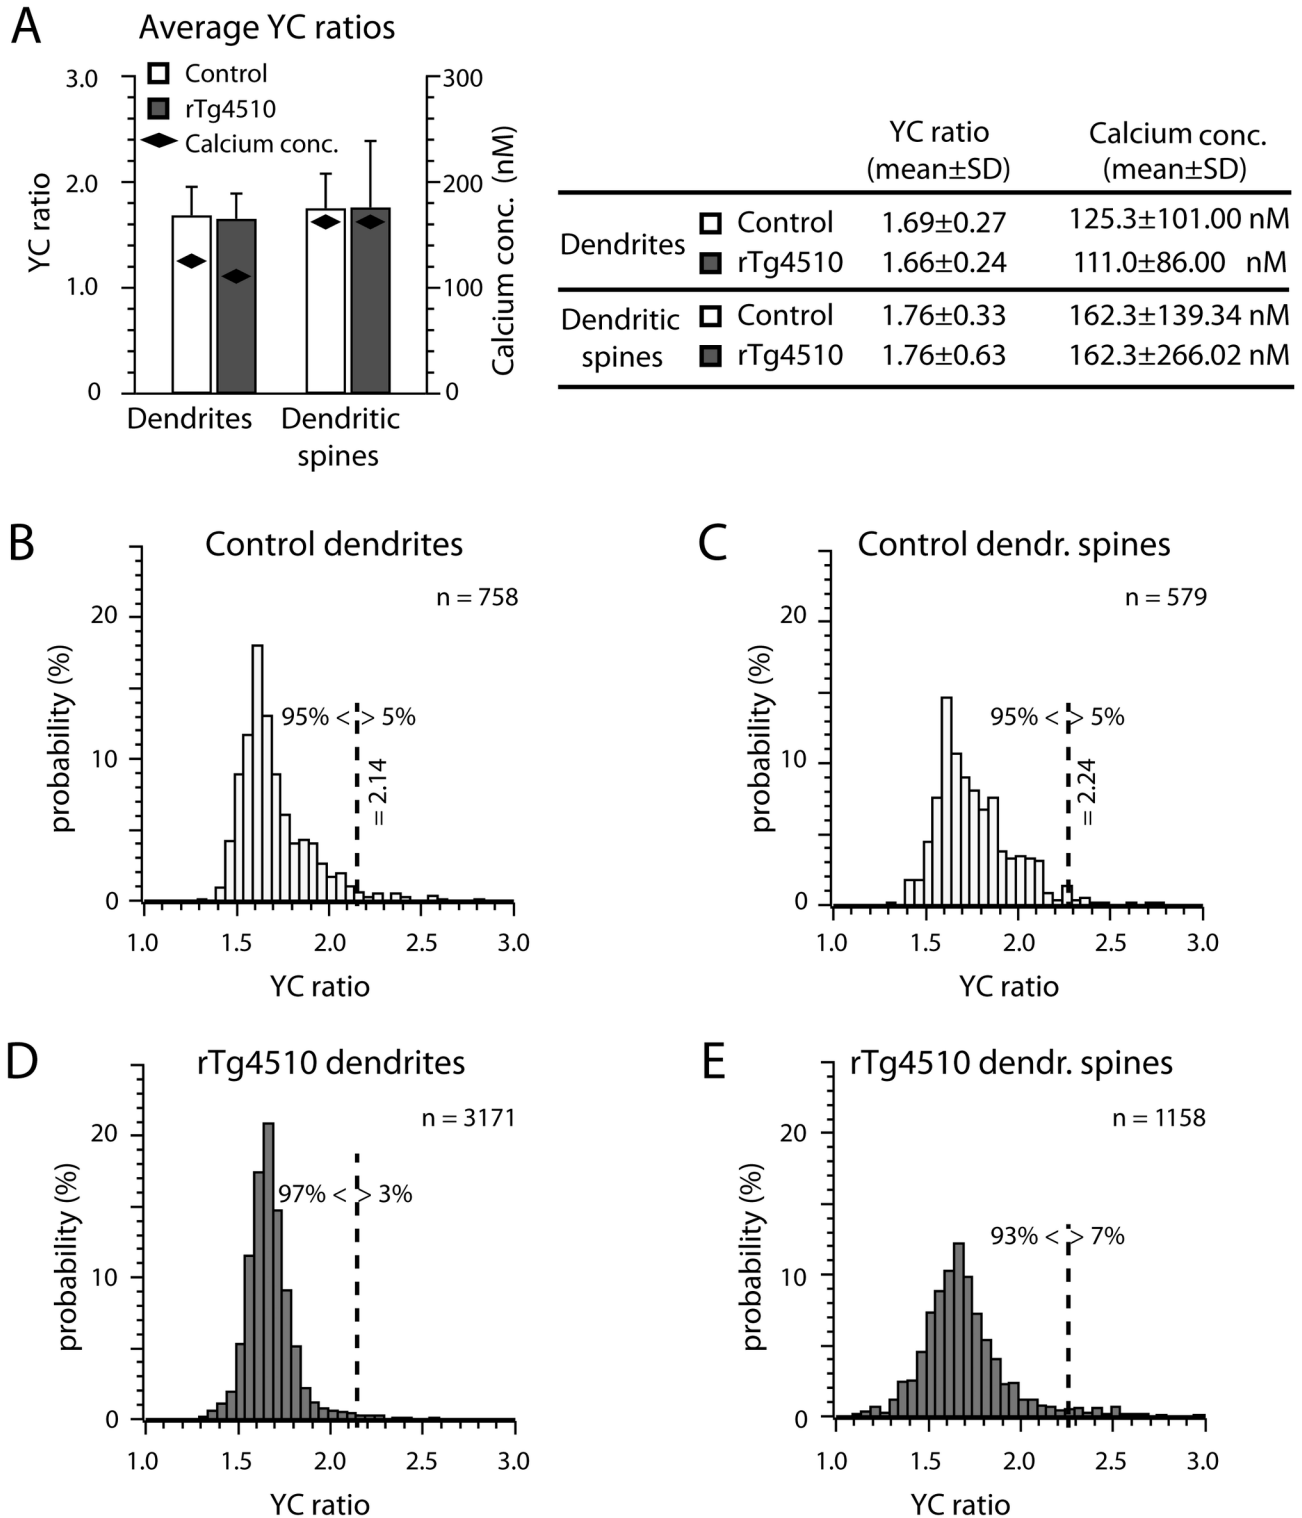 A
Average YC ratios
Control
rTg4510
Calcium conc.
YC ratio
3.0
2.0
1.0
0
300
200
100
0
Calcium conc. (nM)
Dendrites
Dendritic
spines
YC ratio
(mean±SD)
Calcium conc.
(mean±SD)
Dendrites
Control 1.69±0.27 125.3±101.00 nM
rTg4510 1.66±0.24 111.0±86.00 nM
Dendritic
spines
Control 1.76±0.33 162.3±139.34 nM
rTg4510 1.76±0.63 162.3±266.02 nM
B
Control dendrites
n = 758
probability (%)
20
10
0
95% < > 5%
= 2.14
1.0 1.5 2.0 2.5 3.0
YC ratio
C
Control dendr. spines
n = 579
probability (%)
20
10
0
95% < > 5%
= 2.24
1.0 1.5 2.0 2.5 3.0
YC ratio
D
rTg4510 dendrites
n = 3171
probability (%)
20
10
0
97% < > 3%
1.0 1.5 2.0 2.5 3.0
YC ratio
E
rTg4510 dendr. spines
n = 1158
probability (%)
20
10
0
93% < > 7%
1.0 1.5 2.0 2.5 3.0
YC ratio